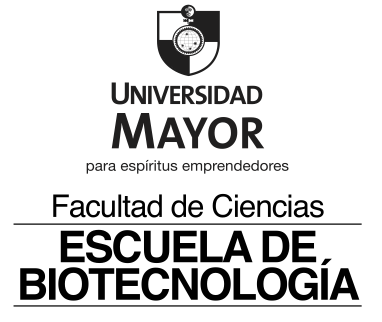 UNIVERSIDAD
MAYOR
para espíritus emprendedores
Facultad de Ciencias
ESCUELA DE
BIOTECNOLOGÍA